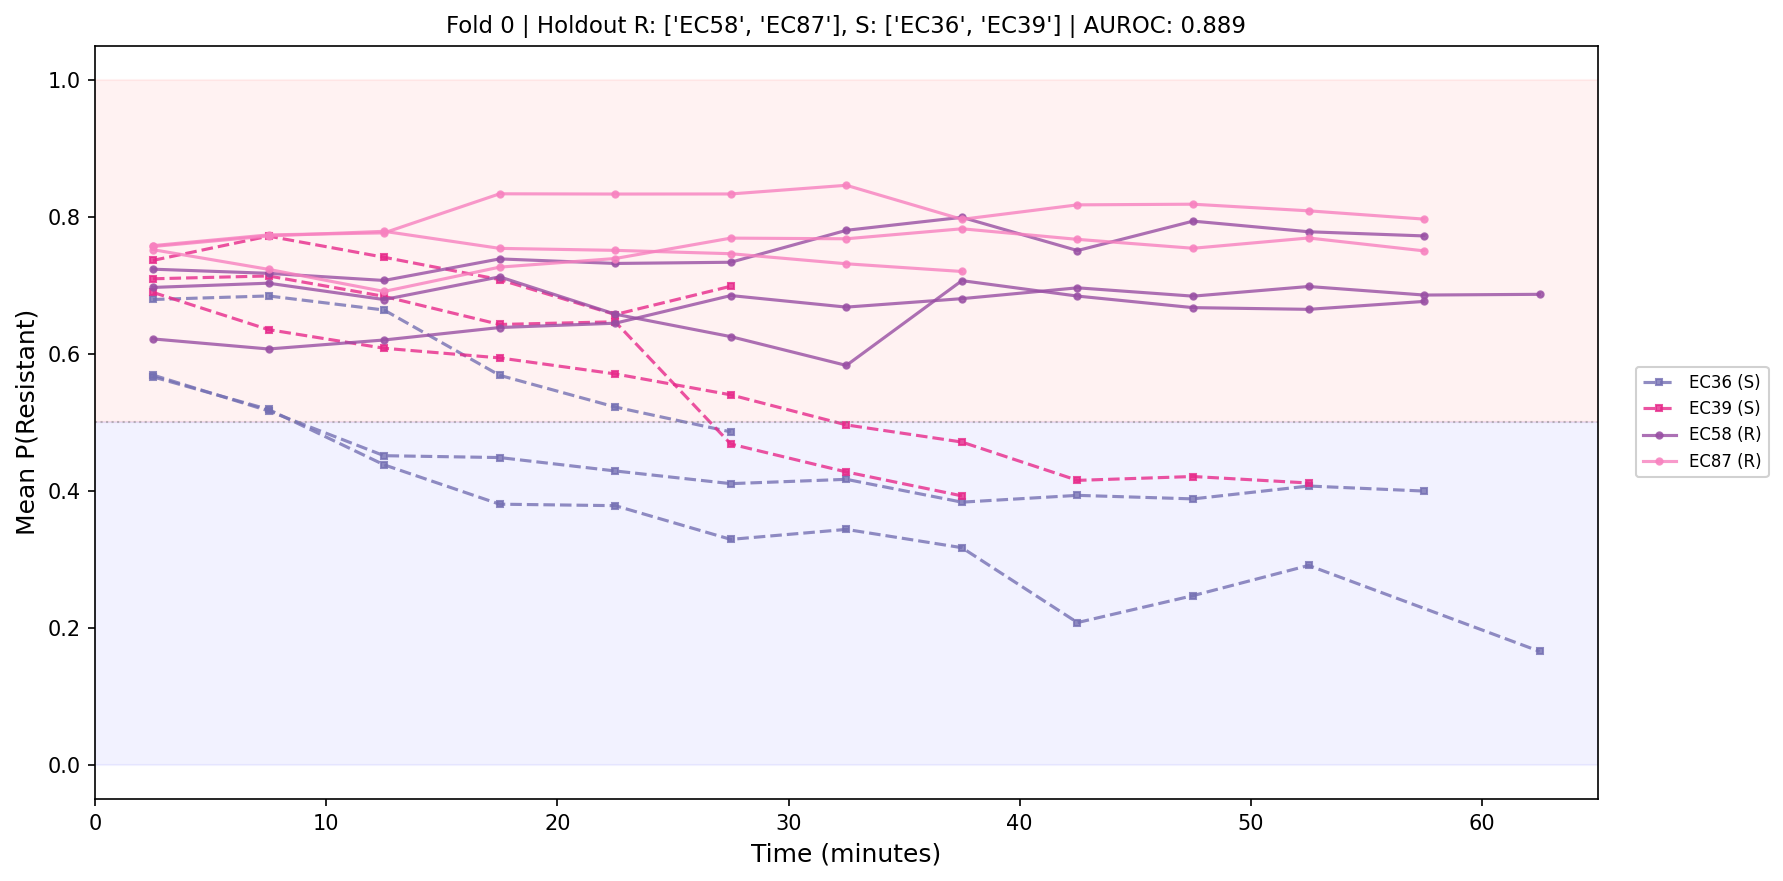 Fold 0 | Holdout R: ['EC58', 'EC87'], S: ['EC36', 'EC39'] | AUROC: 0.889
Mean P(Resistant)
1.0
0.8
0.6
0.4
0.2
0.0
0 10 20 30 40 50 60
Time (minutes)
EC36 (S)
EC39 (S)
EC58 (R)
EC87 (R)